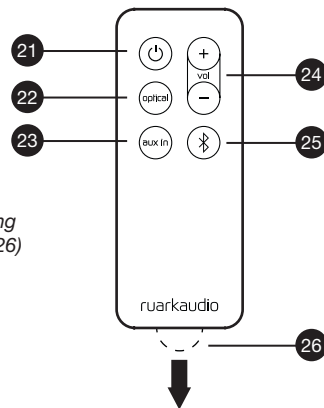 21
+
22
optical
vol
24
−
23
aux in
25
ng
26)
ruarkaudio
26